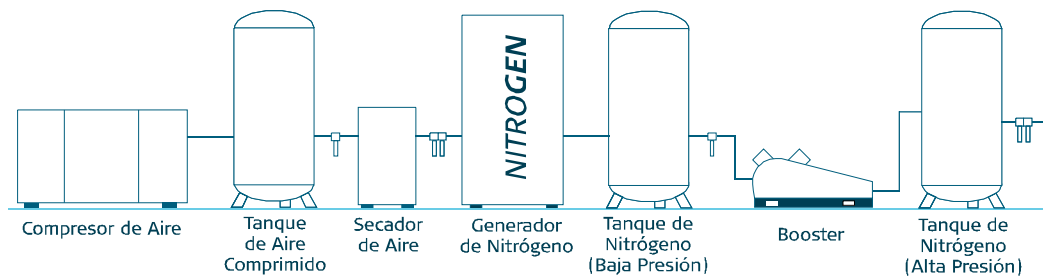 NITROGEN
Compresor de Aire
Tanque
de Aire
Comprimido
Secador
de Aire
Generador
de Nitrógeno
Tanque de
Nitrógeno
(Baja Presión)
Booster
Tanque de
Nitrógeno
(Alta Presión)